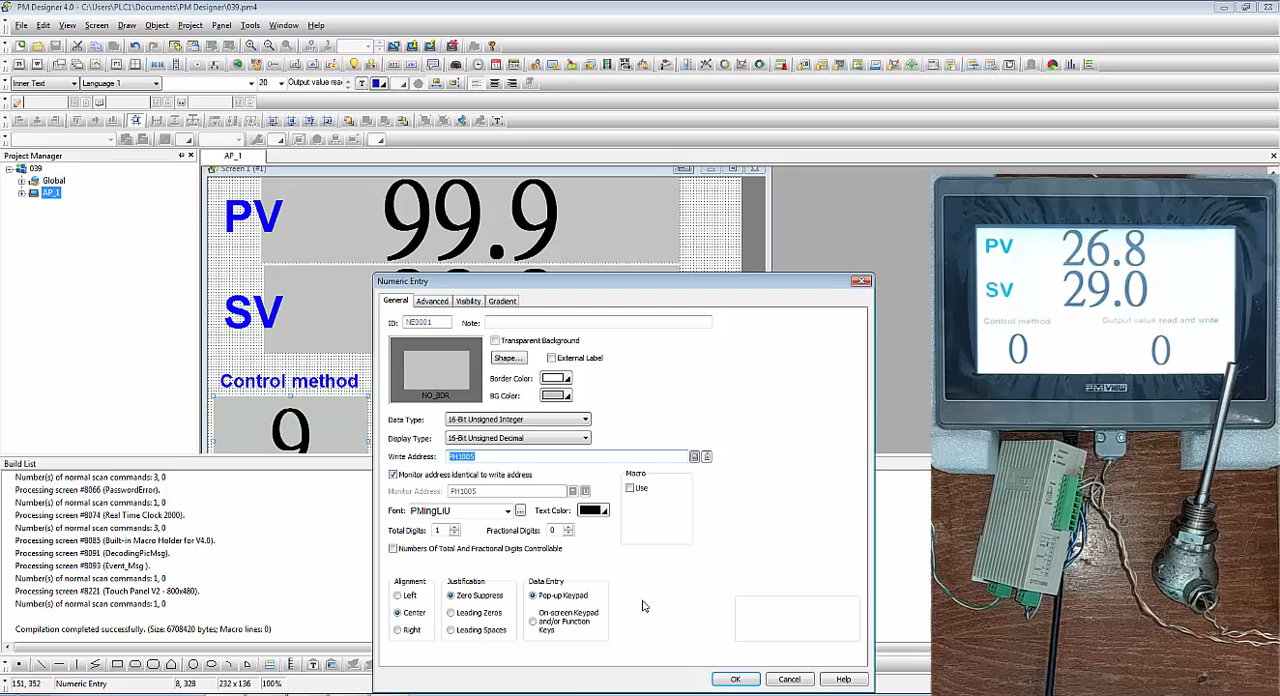 PM Designer 4.0 - C:\Users\PLC1\Documents\PM Designer\039.pm4
File Edit View Screen Draw Object Project Panel Tools Window Help
Inner Text Language 1 20 Output value rea
Project Manager
AP_1
039
Global
AP_1
Screen 1 (#1)
PV 99.9
SV
Control method
9
Build List
Number(s) of normal scan commands: 3, 0
Processing screen #8066 (PasswordError).
Number(s) of normal scan commands: 1, 0
Processing screen #8074 (Real Time Clock 2000).
Number(s) of normal scan commands: 3, 0
Processing screen #8085 (Built-in Macro Holder for V4.0).
Processing screen #8091 (DecodingPicMsg).
Processing screen #8093 (Event_Msg ).
Number(s) of normal scan commands: 1, 0
Processing screen #8221 (Touch Panel V2 - 800x480).
Number(s) of normal scan commands: 1, 0
Compilation completed successfully. (Size: 6708420 bytes; Macro lines: 0)
151, 352 Numeric Entry 8, 328 232 x 136 100%
Numeric Entry
General Advanced Visibility Gradient
ID: NE0001 Note:
Transparent Background
Shape... External Label
Border Color:
BG Color:
NO_BDR
Data Type: 16-Bit Unsigned Integer
Display Type: 16-Bit Unsigned Decimal
Write Address: PH1005
Monitor address identical to write address
Monitor Address: PH1005
Macro
Use
Font: PMingLiU Text Color:
Total Digits: 1 Fractional Digits: 0
Numbers Of Total And Fractional Digits Controllable
Alignment
Left
Center
Right
Justification
Zero Suppress
Leading Zeros
Leading Spaces
Data Entry
Pop-up Keypad
On-screen Keypad
and/or Function
Keys
OK Cancel Help
PV 26.8
SV 29.0
Control method Output value read and write
0 0